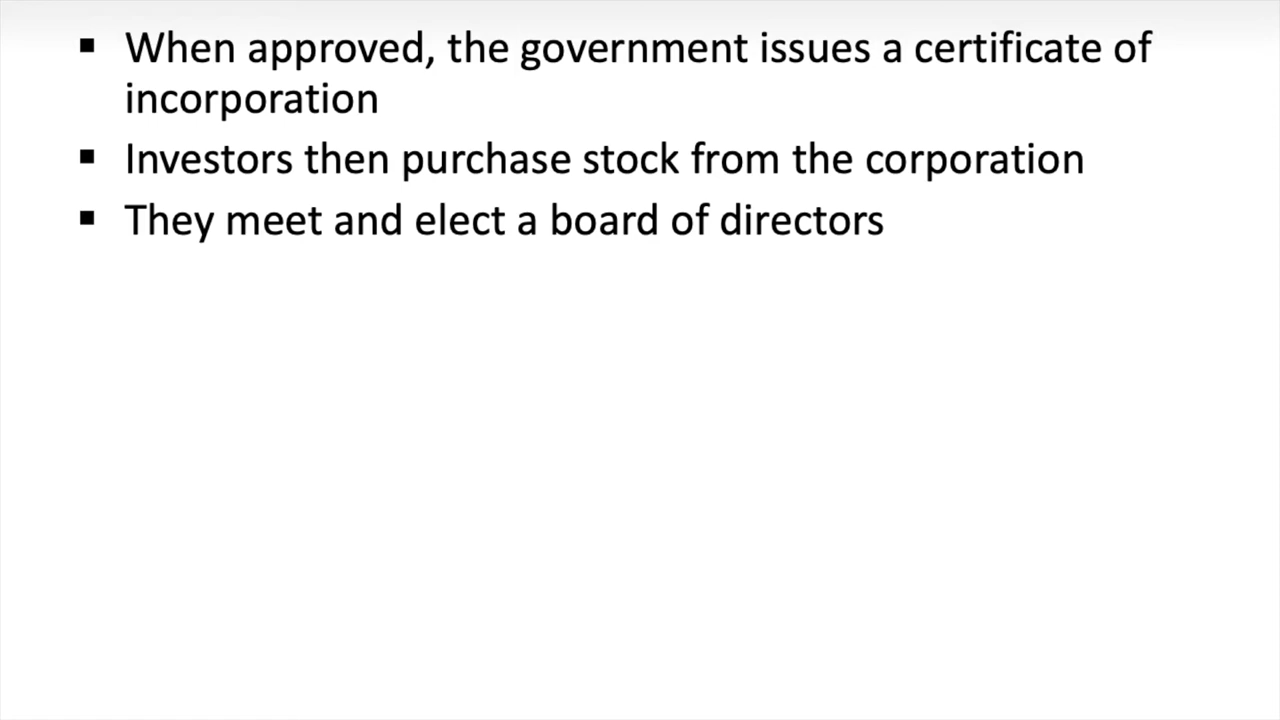 ▪ When approved, the government issues a certificate of
incorporation
▪ Investors then purchase stock from the corporation
▪ They meet and elect a board of directors